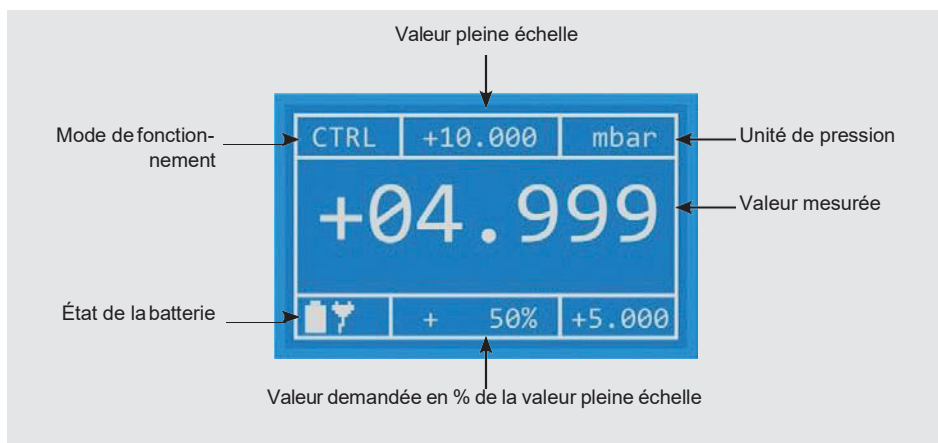 Valeur pleine échelle
Mode de fonction-
nement
CTRL +10.000 mbar
Unité de pression
+04.999
Valeur mesurée
État de la batterie
+ 50% +5.000
Valeur demandée en % de la valeur pleine échelle